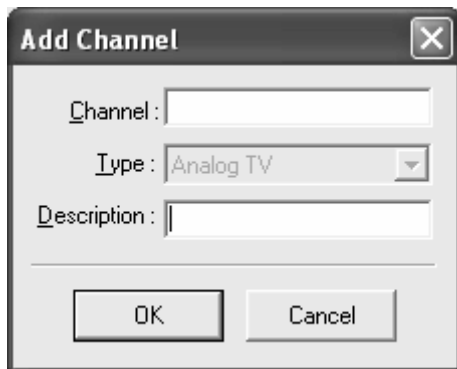 Add Channel
Channel :
Type : Analog TV
Description :
OK Cancel